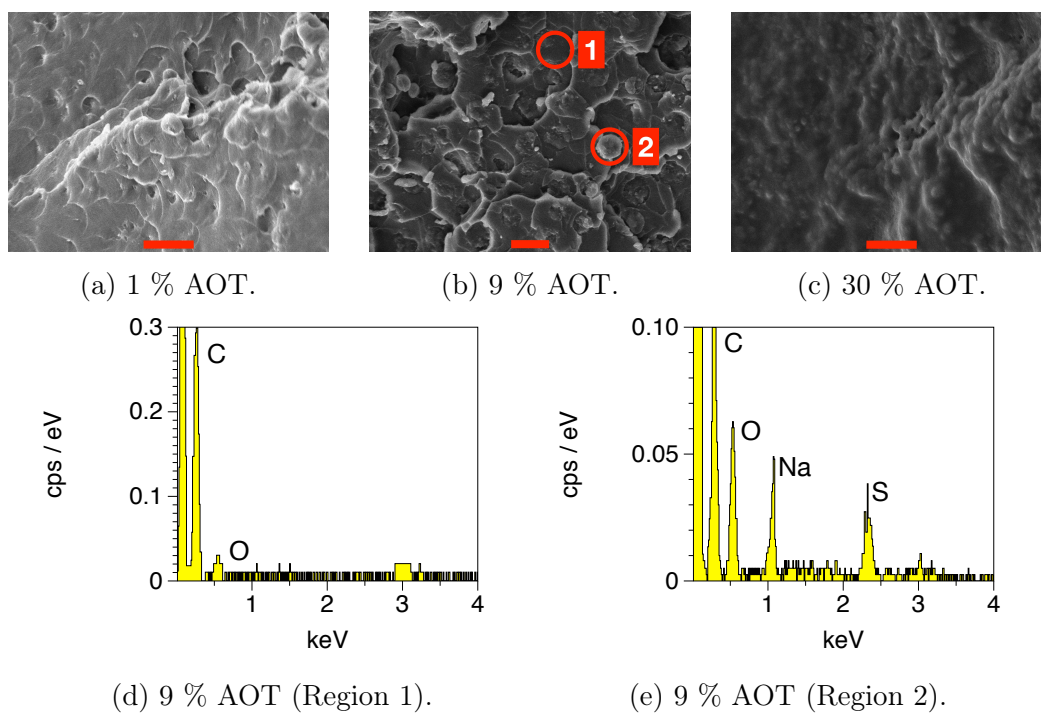 1
2
(a) 1 % AOT.
(b) 9 % AOT.
(c) 30 % AOT.
0.3
0.2
0.1
0
cps / eV
C
O
1 2 3 4
keV
0.10
0.05
0
cps / eV
C
O
Na
S
1 2 3 4
keV
(d) 9 % AOT (Region 1).
(e) 9 % AOT (Region 2).